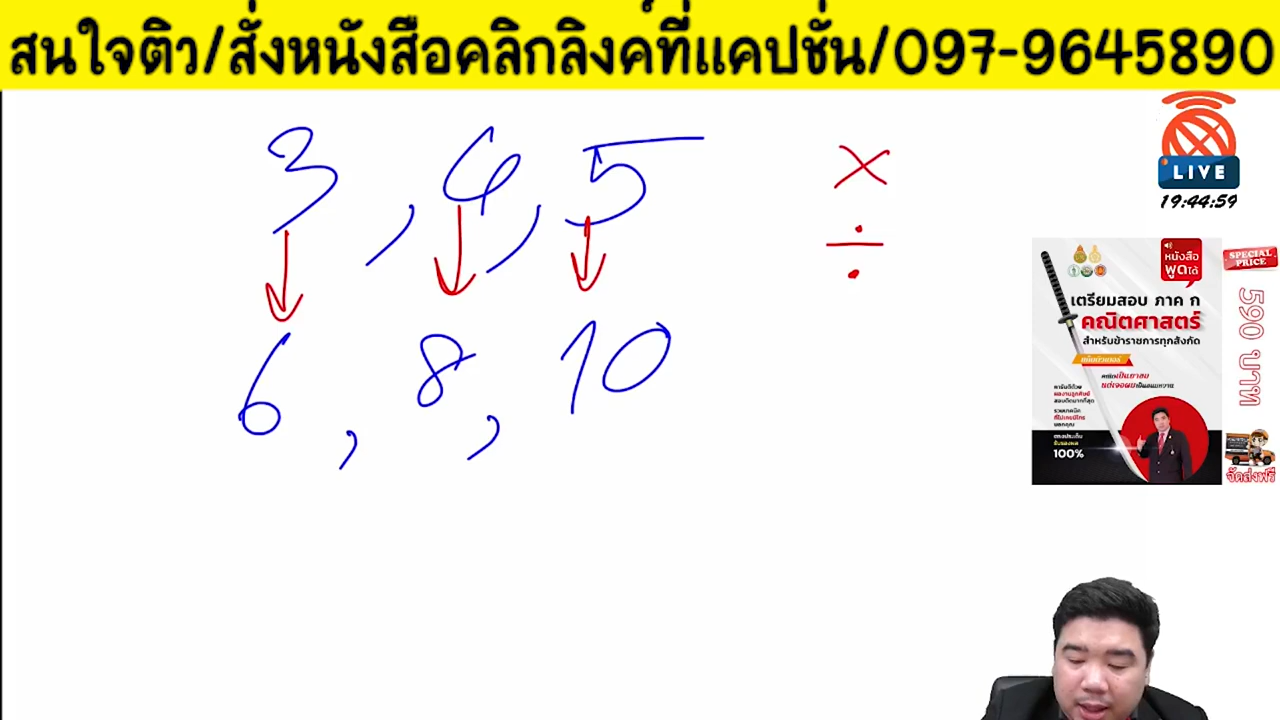 สนใจติว/สั่งหนังสือคลิกลิงค์ที่แคปชั่น/097-9645890
3 , 4 , 5 ×
÷
6 , 8 , 10
LIVE
19:44:59
หนังสือ
พูดได้
เตรียมสอบ ภาค ก
คณิตศาสตร์
สำหรับข้าราชการทุกสังกัด
100%
SPECIAL
PRICE
590 บาท
จัดส่งฟรี